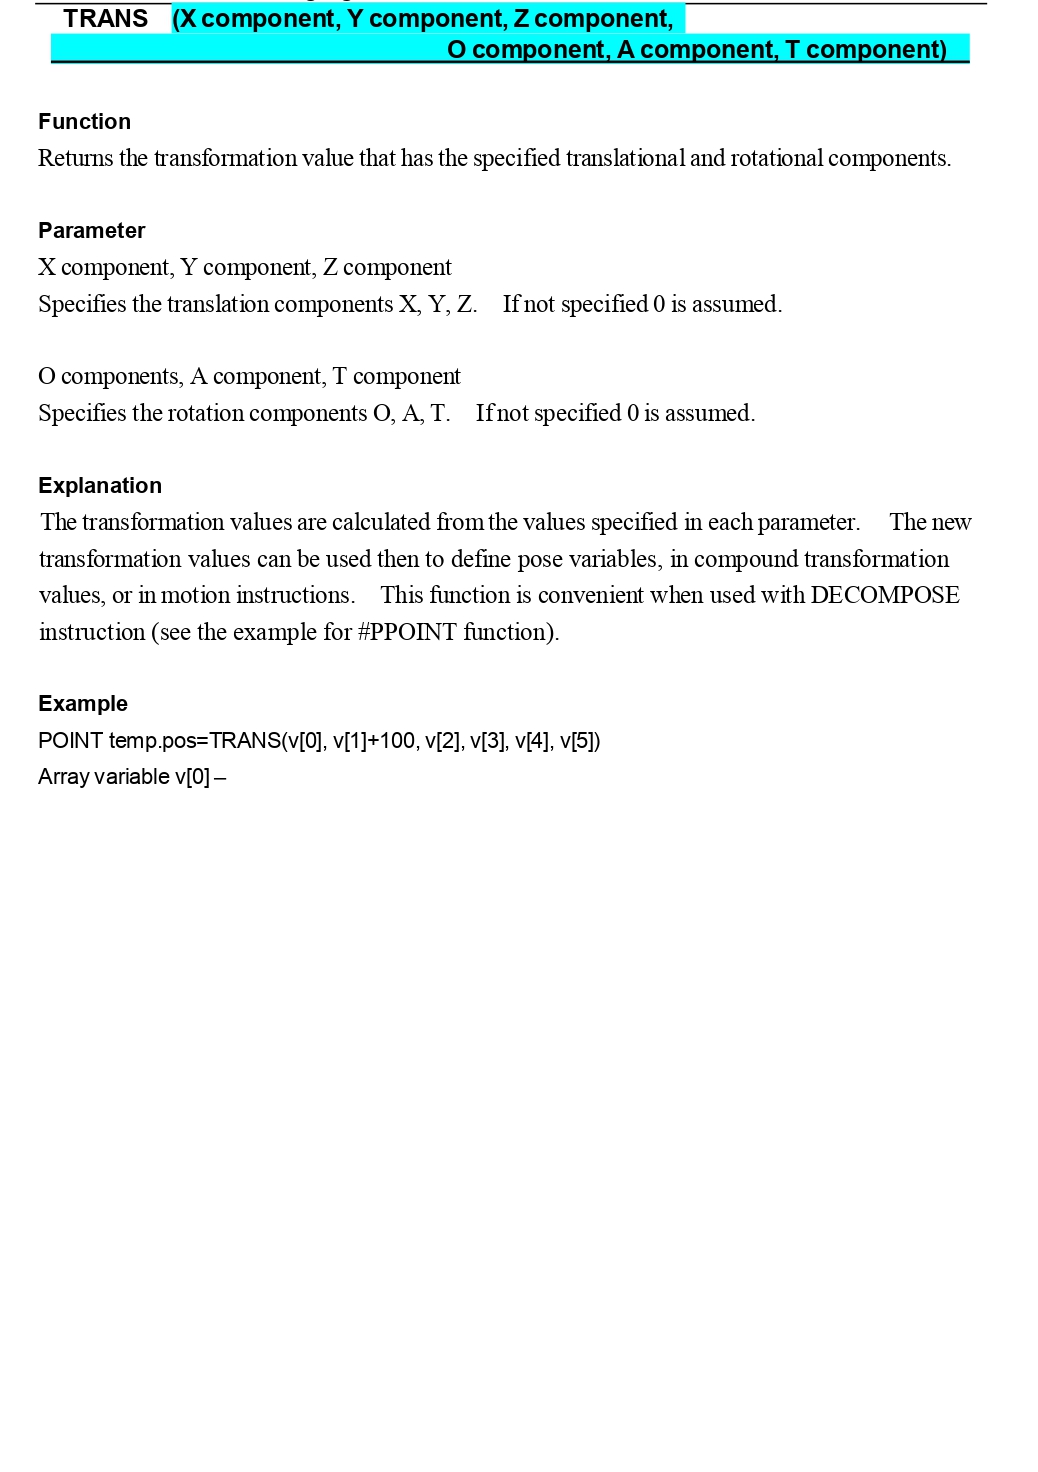 TRANS (X component, Y component, Z component,
O component, A component, T component)
Function
Returns the transformation value that has the specified translational and rotational components.
Parameter
X component, Y component, Z component
Specifies the translation components X, Y, Z. If not specified 0 is assumed.
O components, A component, T component
Specifies the rotation components O, A, T. If not specified 0 is assumed.
Explanation
The transformation values are calculated from the values specified in each parameter. The new
transformation values can be used then to define pose variables, in compound transformation
values, or in motion instructions. This function is convenient when used with DECOMPOSE
instruction (see the example for #PPOINT function).
Example
POINT temp.pos=TRANS(v[0], v[1]+100, v[2], v[3], v[4], v[5])
Array variable v[0] –